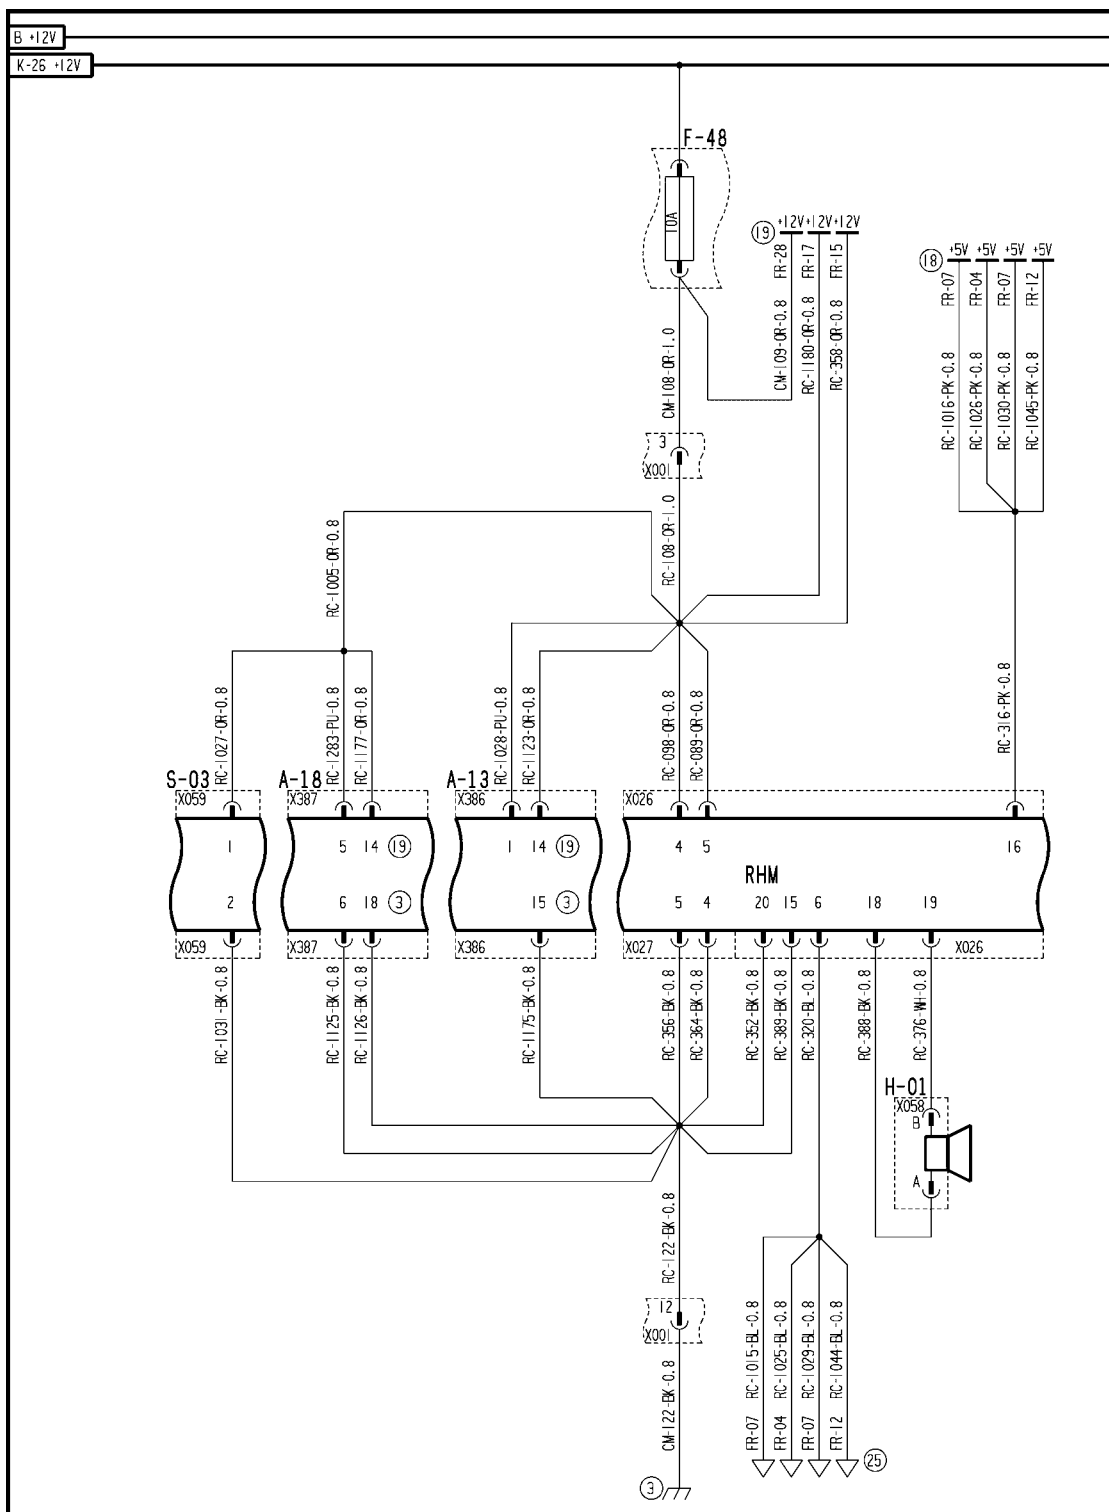 B +12V
K-26 +12V
F-48
10A
19
+12V
+12V
+12V
FR-28
FR-17
FR-15
CM-109-OR-0.8
RC-1180-OR-0.8
RC-358-OR-0.8
18
+5V
+5V
+5V
+5V
FR-07
FR-04
FR-07
FR-12
RC-1016-PK-0.8
RC-1026-PK-0.8
RC-1030-PK-0.8
RC-1045-PK-0.8
CM-108-OR-1.0
3
X001
RC-108-OR-1.0
RC-1005-OR-0.8
RC-1027-OR-0.8
RC-1283-PU-0.8
RC-1177-OR-0.8
RC-1028-PU-0.8
RC-1123-OR-0.8
RC-098-OR-0.8
RC-089-OR-0.8
RC-316-PK-0.8
S-03
A-18
A-13
X059
X387
X386
X026
1
5
14
19
1
14
19
4
5
16
RHM
2
6
18
3
15
3
5
4
20
15
6
18
19
X059
X387
X386
X027
X026
RC-1031-BK-0.8
RC-1125-BK-0.8
RC-1126-BK-0.8
RC-1175-BK-0.8
RC-356-BK-0.8
RC-364-BK-0.8
RC-352-BK-0.8
RC-389-BK-0.8
RC-320-BL-0.8
RC-388-BK-0.8
RC-376-WH-0.8
H-01
X058
B
A
RC-122-BK-0.8
12
X001
CM-122-BK-0.8
3
RC-1015-BL-0.8
RC-1025-BL-0.8
RC-1029-BL-0.8
RC-1044-BL-0.8
FR-07
FR-04
FR-07
FR-12
25